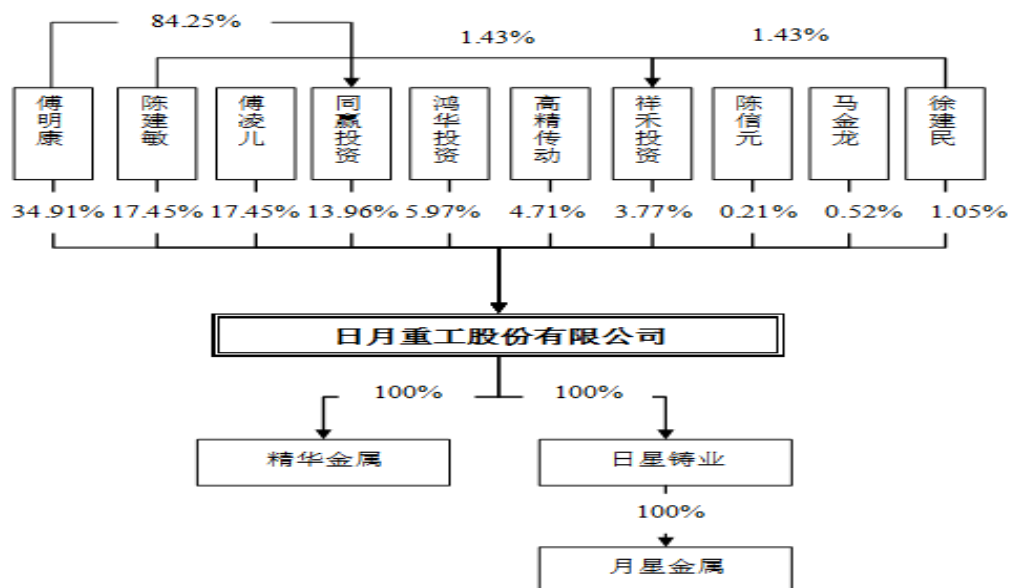 84.25%
1.43%
1.43%
傅明康
陈建敏
傅凌儿
同赢投资
鸿华投资
高精传动
祥禾投资
陈信元
马金龙
徐建民
34.91%
17.45%
17.45%
13.96%
5.97%
4.71%
3.77%
0.21%
0.52%
1.05%
日月重工股份有限公司
100%
100%
精华金属
日星铸业
100%
月星金属